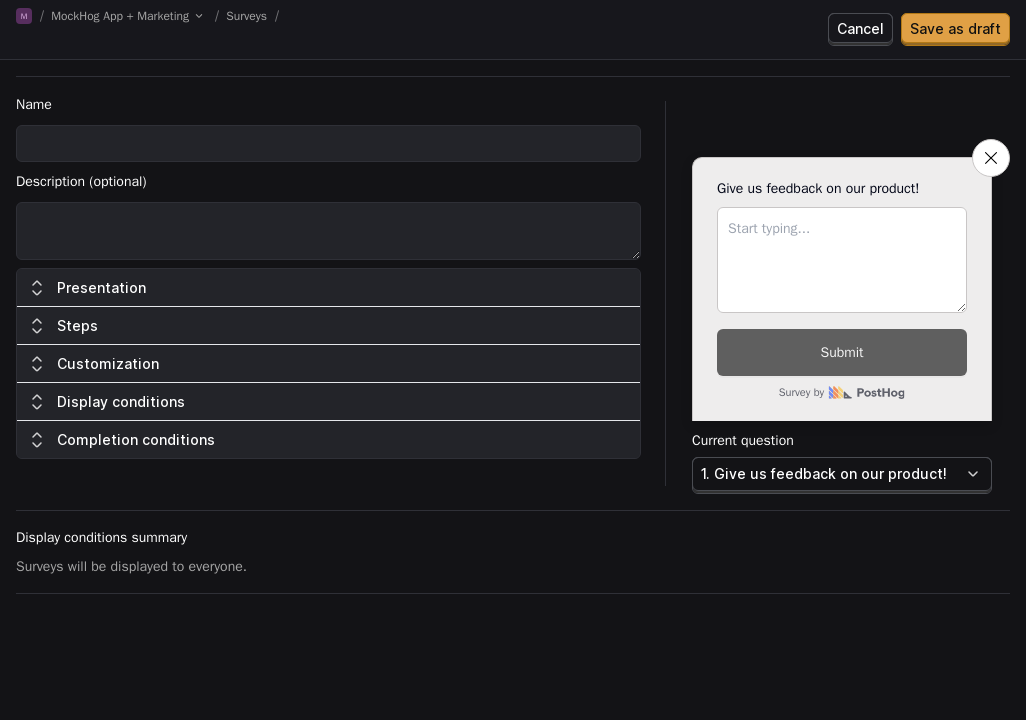 M / MockHog App + Marketing / Surveys /
Cancel
Save as draft
Name
Description (optional)
Presentation
Steps
Customization
Display conditions
Completion conditions
Give us feedback on our product!
Start typing...
Submit
Survey by PostHog
Current question
1. Give us feedback on our product!
Display conditions summary
Surveys will be displayed to everyone.